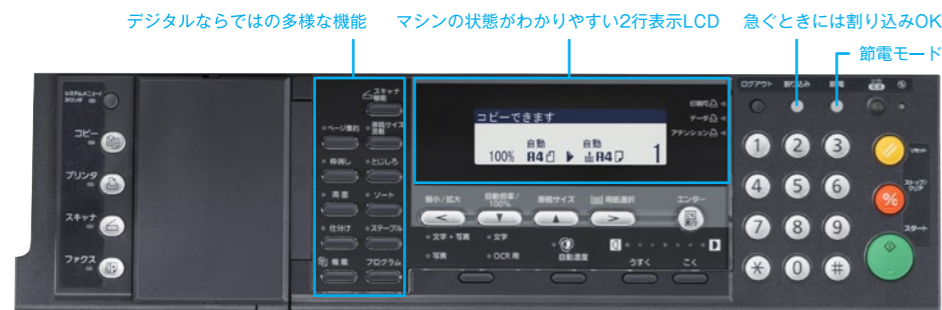 デジタルならではの多様な機能
マシンの状態がわかりやすい2行表示LCD
急ぐときには割り込みOK
節電モード
システムメニュー/
カウンター
コピー
プリンタ
スキャナ
ファクス
スキャナ
機能
ページ集約
原稿サイズ
混載
枠消し
とじしろ
両面
ソート
仕分け
ステープル
機能
プログラム
コピーできます
自動 自動
100% A4 A4 1
印刷可
データ
アテンション
縮小/拡大
自動倍率/
100%
原稿サイズ
用紙選択
エンター
OK
実行
文字+写真
文字
写真
OCR用
自動濃度
うすく
こく
ログアウト
割り込み
節電
1 2 3
4 5 6
7 8 9
* 0 #
リセット
ストップ/
クリア
スタート